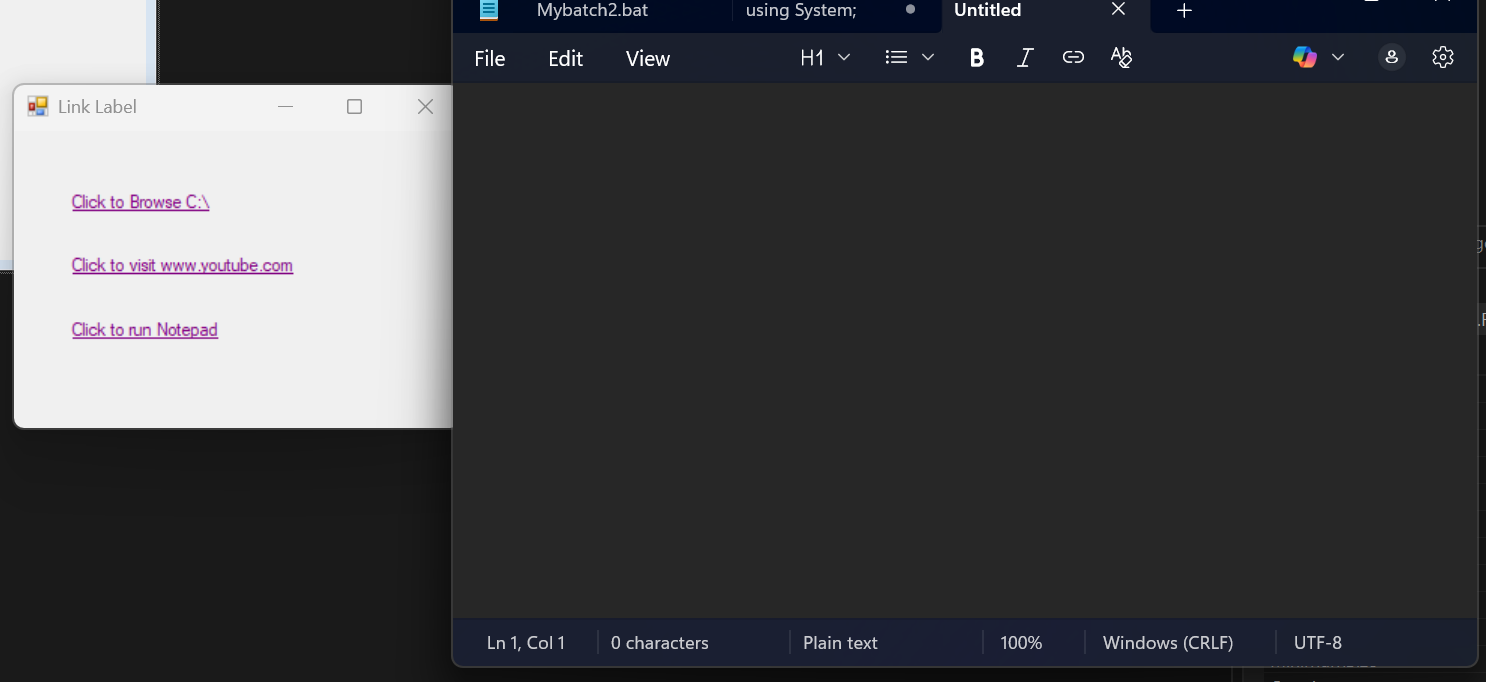 Mybatch2.bat using System; Untitled
File Edit View H1
Link Label
Click to Browse C:\
Click to visit www.youtube.com
Click to run Notepad
Ln 1, Col 1 0 characters Plain text 100% Windows (CRLF) UTF-8